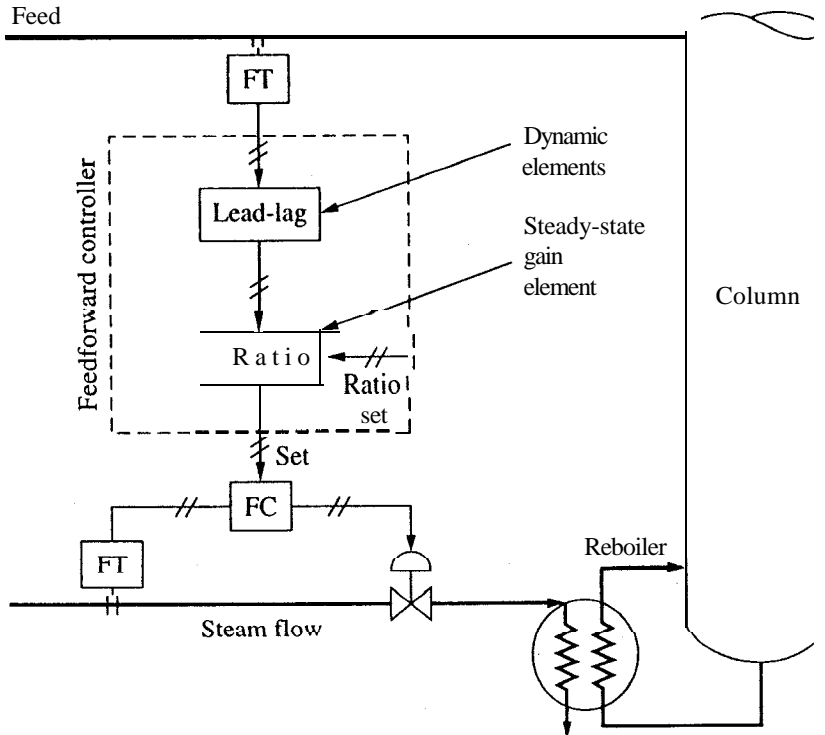 Feed
FT
Dynamic
elements
Lead-lag
Feedforward controller
Steady-state
gain
element
Column
Ratio
Ratio
set
Set
FC
FT
Reboiler
Steam flow